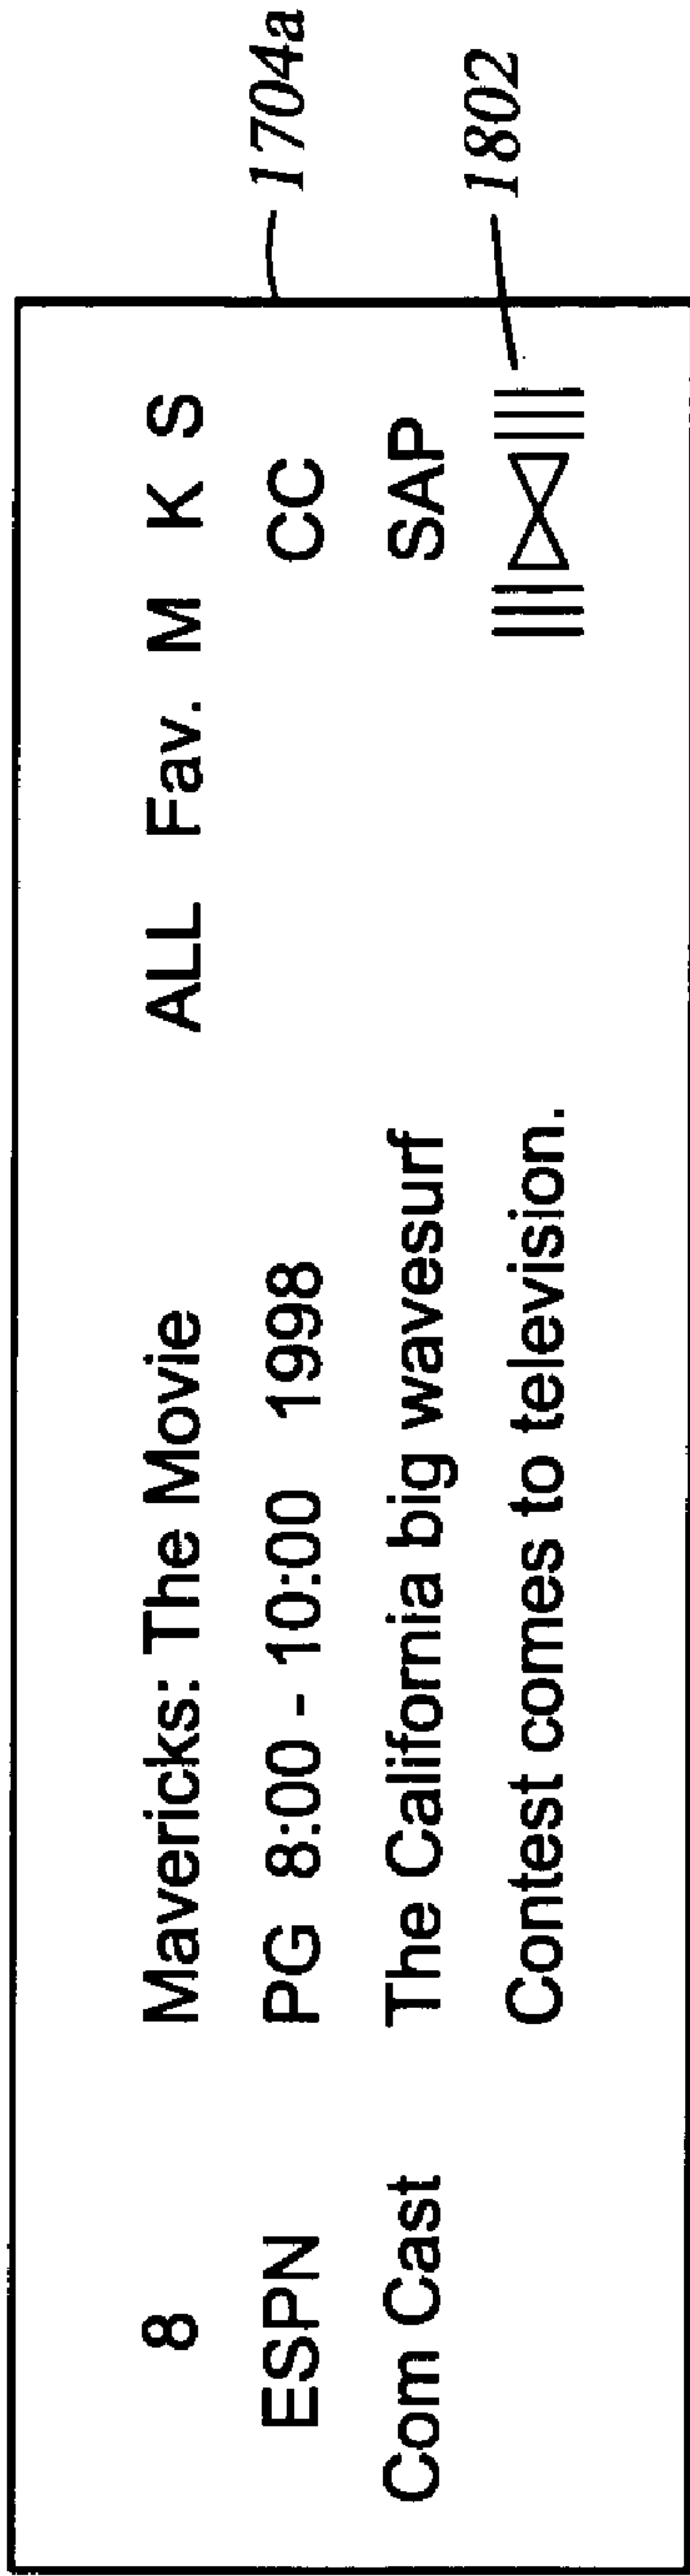 8 Mavericks: The Movie ALL Fav. M K S
ESPN PG 8:00 - 10:00 1998 CC
Com Cast The California big wavesurf SAP
Contest comes to television.
1704a
1802